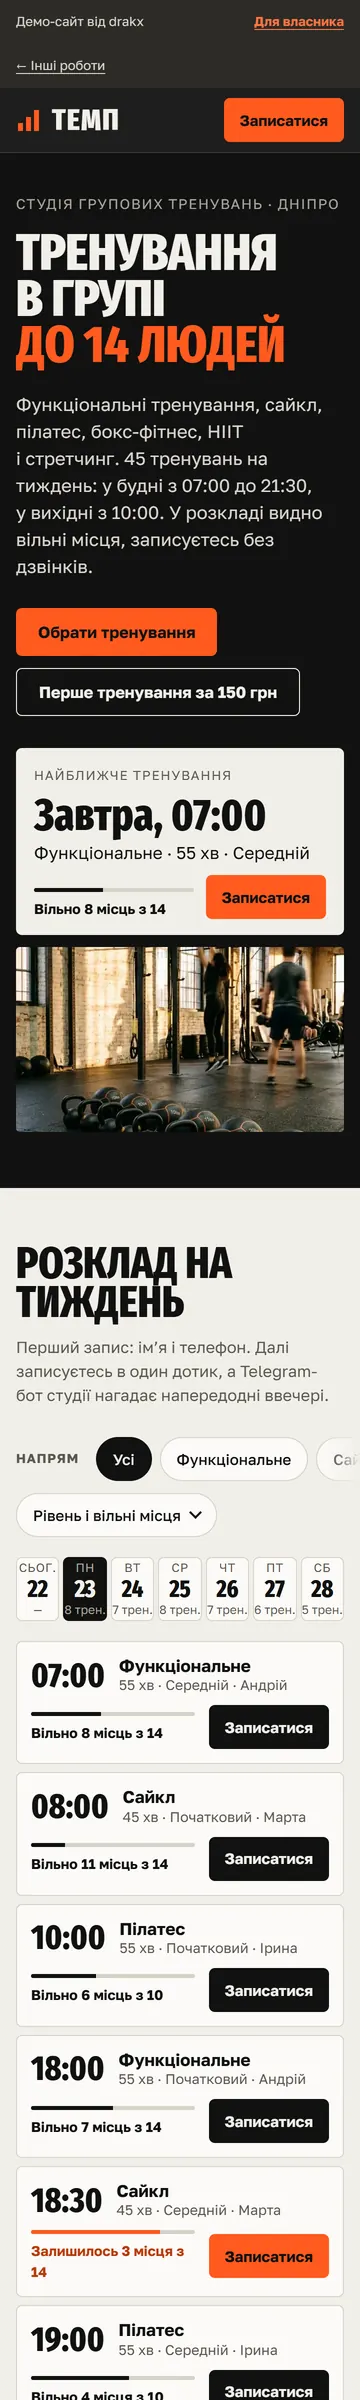 Демо-сайт від drakx
Для власника
← Інші роботи
ТЕМП
Записатися
СТУДІЯ ГРУПОВИХ ТРЕНУВАНЬ · ДНІПРО
ТРЕНУВАННЯ
В ГРУПІ
ДО 14 ЛЮДЕЙ
Функціональні тренування, сайкл,
пілатес, бокс-фітнес, HIIT
і стретчинг. 45 тренувань на
тиждень: у будні з 07:00 до 21:30,
у вихідні з 10:00. У розкладі видно
вільні місця, записуєтесь без
дзвінків.
Обрати тренування
Перше тренування за 150 грн
НАЙБЛИЖЧЕ ТРЕНУВАННЯ
Завтра, 07:00
Функціональне · 55 хв · Середній
Вільно 8 місць з 14
Записатися
РОЗКЛАД НА
ТИЖДЕНЬ
Перший запис: ім’я і телефон. Далі
записуєтесь в один дотик, а Telegram-
бот студії нагадає напередодні ввечері.
НАПРЯМ
Усі
Функціональне
Рівень і вільні місця
СЬОГ. ПН ВТ СР ЧТ ПТ СБ
22 23 24 25 26 27 28
– 8 трен. 7 трен. 8 трен. 7 трен. 6 трен. 5 трен.
07:00 Функціональне
55 хв · Середній · Андрій
Вільно 8 місць з 14
Записатися
08:00 Сайкл
45 хв · Початковий · Марта
Вільно 11 місць з 14
Записатися
10:00 Пілатес
55 хв · Початковий · Ірина
Вільно 6 місць з 10
Записатися
18:00 Функціональне
55 хв · Початковий · Андрій
Вільно 7 місць з 14
Записатися
18:30 Сайкл
45 хв · Середній · Марта
Залишилось 3 місця з
14
Записатися
19:00 Пілатес
55 хв · Середній · Ірина
Вільно 4 місця з 10
Записатися